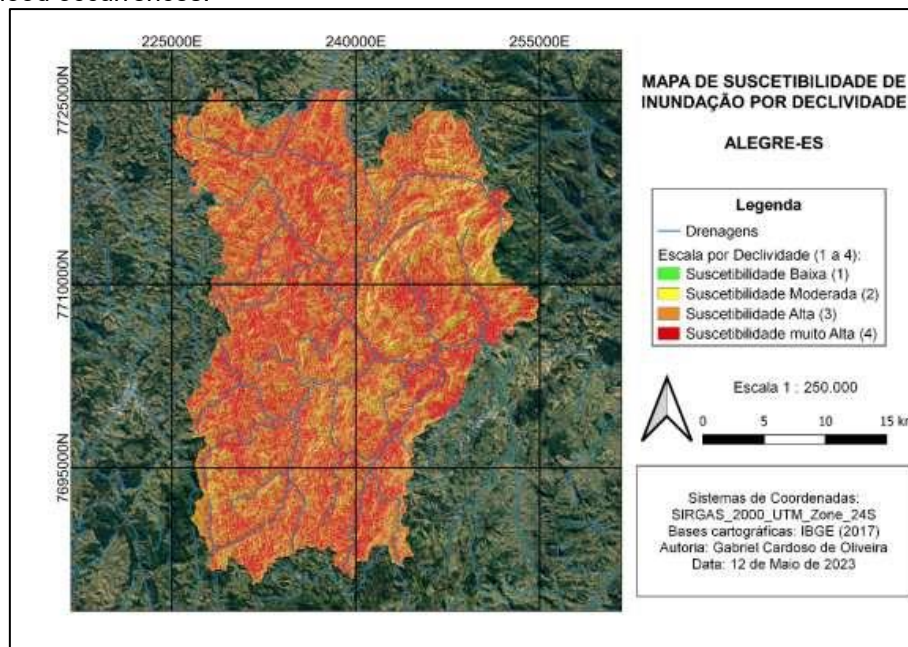 225000E 240000E 255000E
7725000N
7710000N
7695000N
MAPA DE SUSCETIBILIDADE DE
INUNDAÇÃO POR DECLIVIDADE
ALEGRE-ES
Legenda
Drenagens
Escala por Declividade (1 a 4):
Suscetibilidade Baixa (1)
Suscetibilidade Moderada (2)
Suscetibilidade Alta (3)
Suscetibilidade muito Alta (4)
Escala 1 : 250.000
0 5 10 15 km
Sistemas de Coordenadas:
SIRGAS_2000_UTM_Zone_24S
Bases cartográficas: IBGE (2017)
Autoria: Gabriel Cardoso de Oliveira
Data: 12 de Maio de 2023